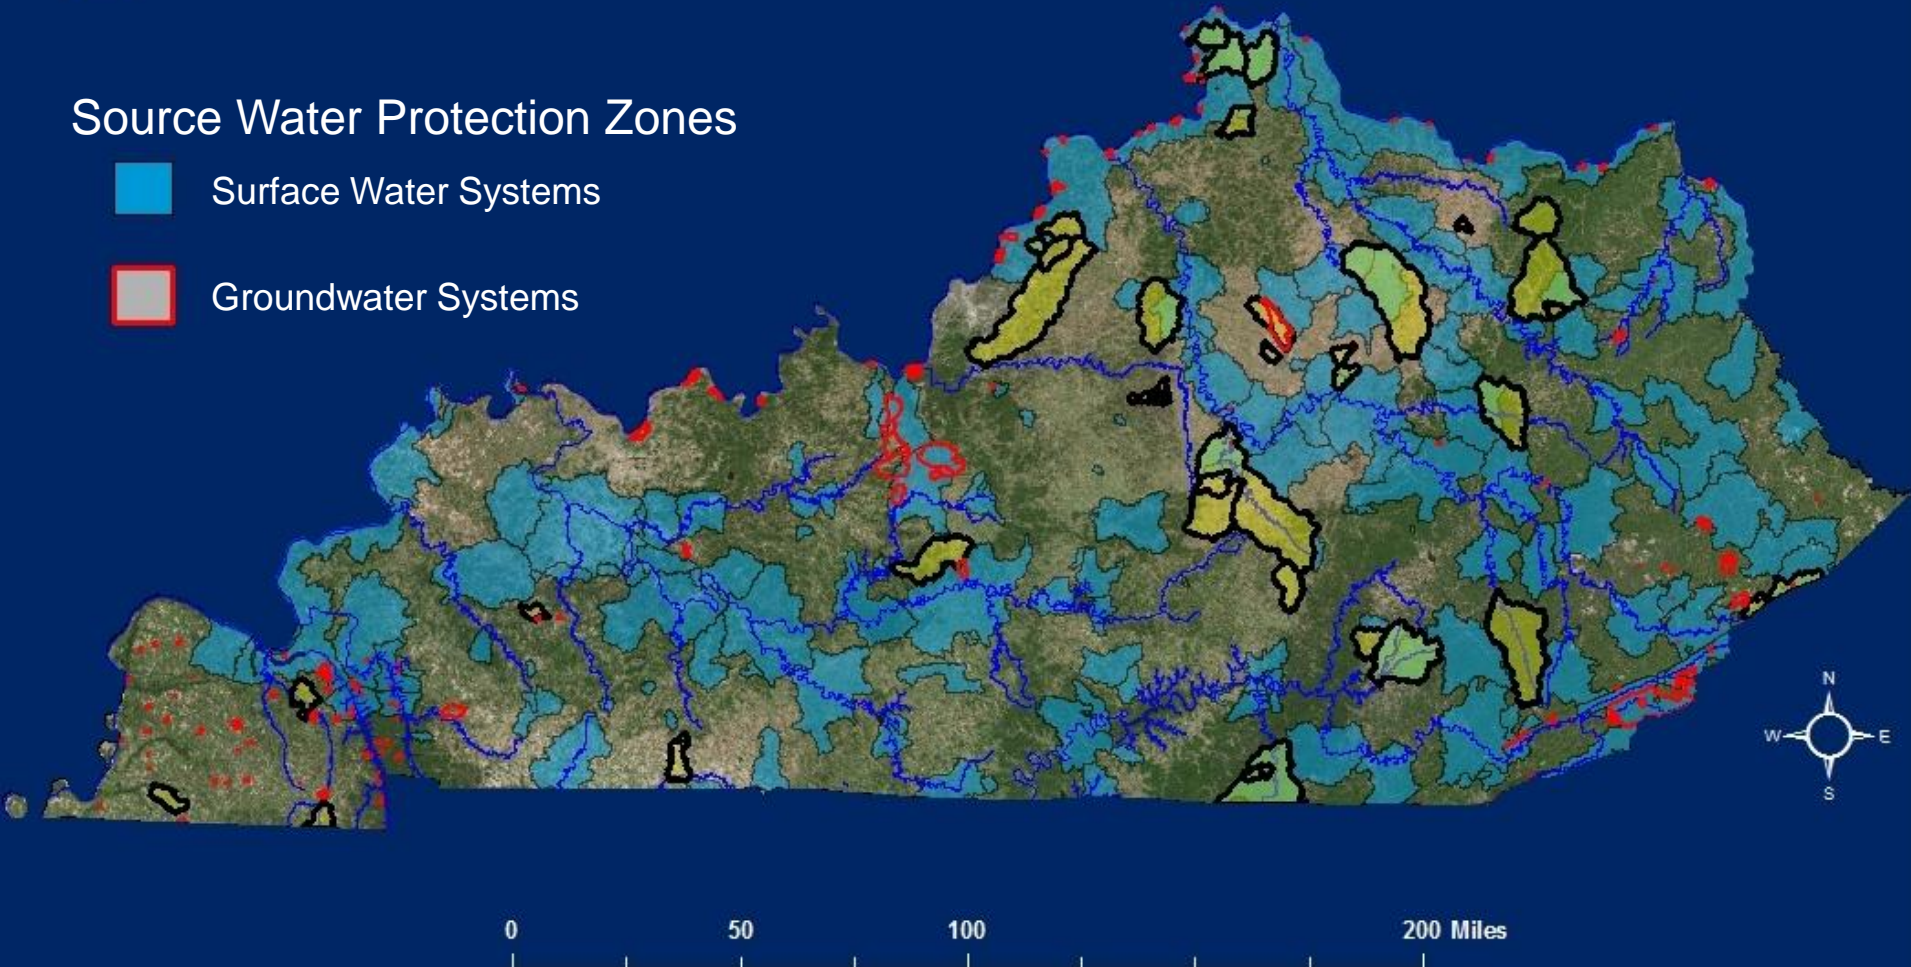 Source Water Protection Zones
Surface Water Systems
Groundwater Systems
N
W E
S
0 50 100 200 Miles